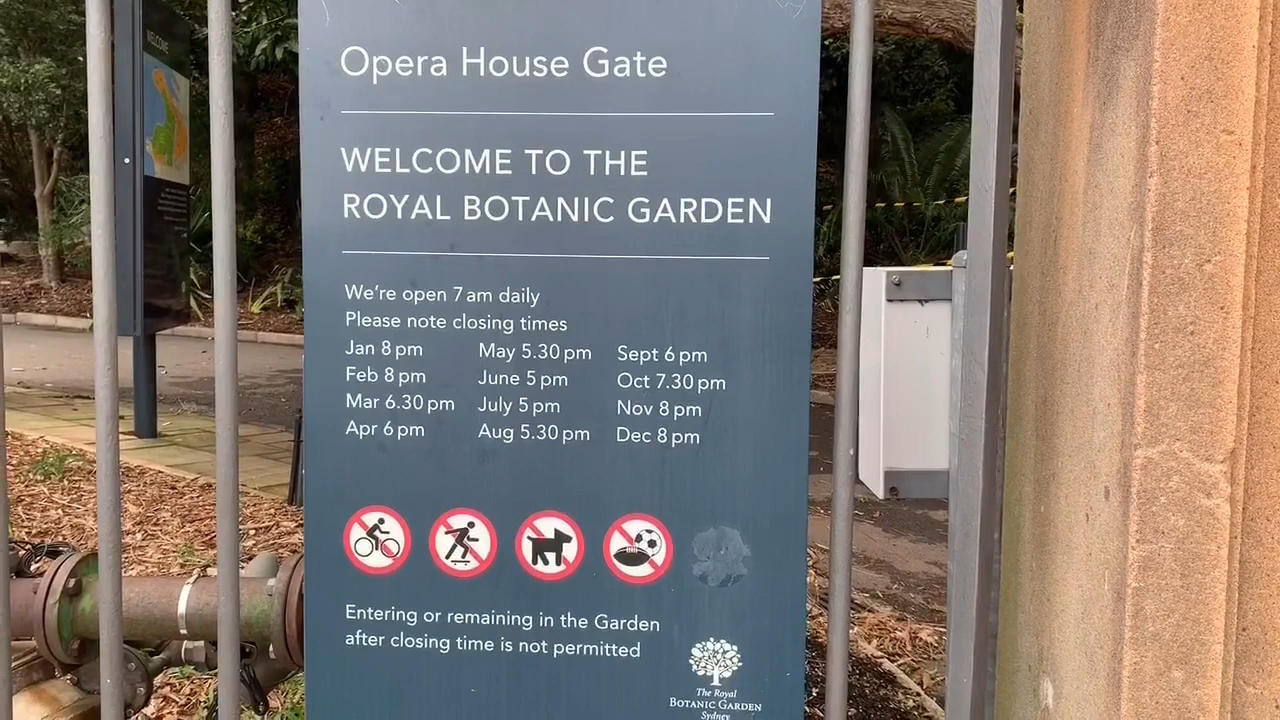 WELCOME
Opera House Gate
WELCOME TO THE
ROYAL BOTANIC GARDEN
We're open 7 am daily
Please note closing times
Jan 8 pm May 5.30 pm Sept 6 pm
Feb 8 pm June 5 pm Oct 7.30 pm
Mar 6.30 pm July 5 pm Nov 8 pm
Apr 6 pm Aug 5.30 pm Dec 8 pm
Entering or remaining in the Garden
after closing time is not permitted
The Royal
BOTANIC GARDEN
Sydney